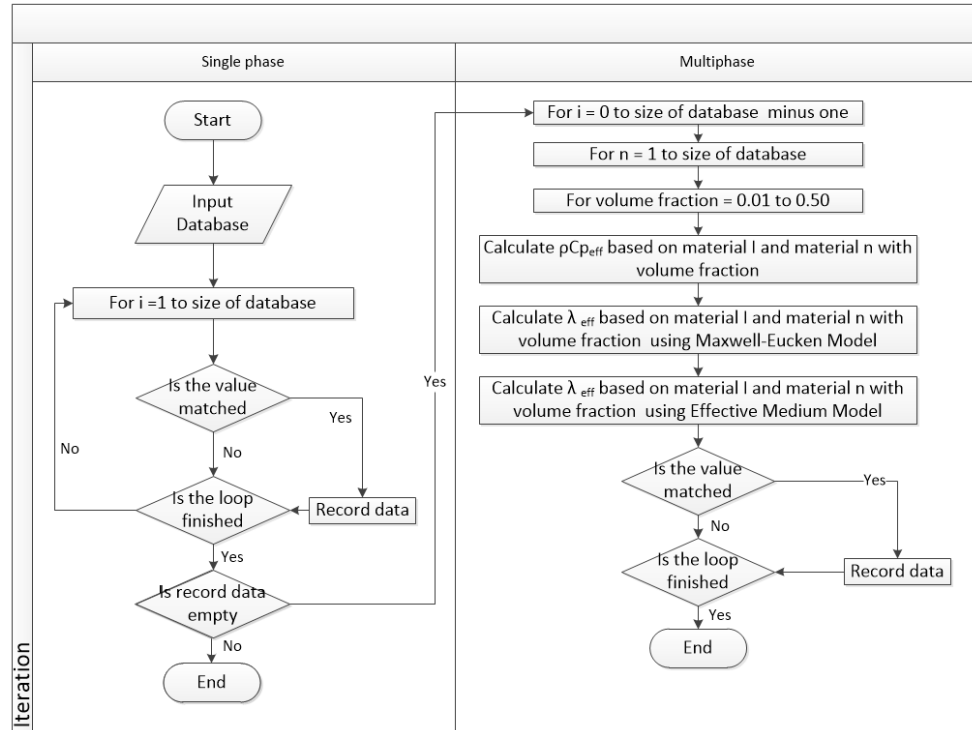 Single phase
Multiphase
Iteration
Start
Input
Database
For i =1 to size of database
Is the value
matched
Yes
No
No
Is the loop
finished
Record data
Yes
Is record data
empty
Yes
No
End
For i = 0 to size of database minus one
For n = 1 to size of database
For volume fraction = 0.01 to 0.50
Calculate ρCpeff based on material I and material n with
volume fraction
Calculate λ eff based on material I and material n with
volume fraction using Maxwell-Eucken Model
Calculate λ eff based on material I and material n with
volume fraction using Effective Medium Model
Is the value
matched
Yes
No
Is the loop
finished
Record data
Yes
End